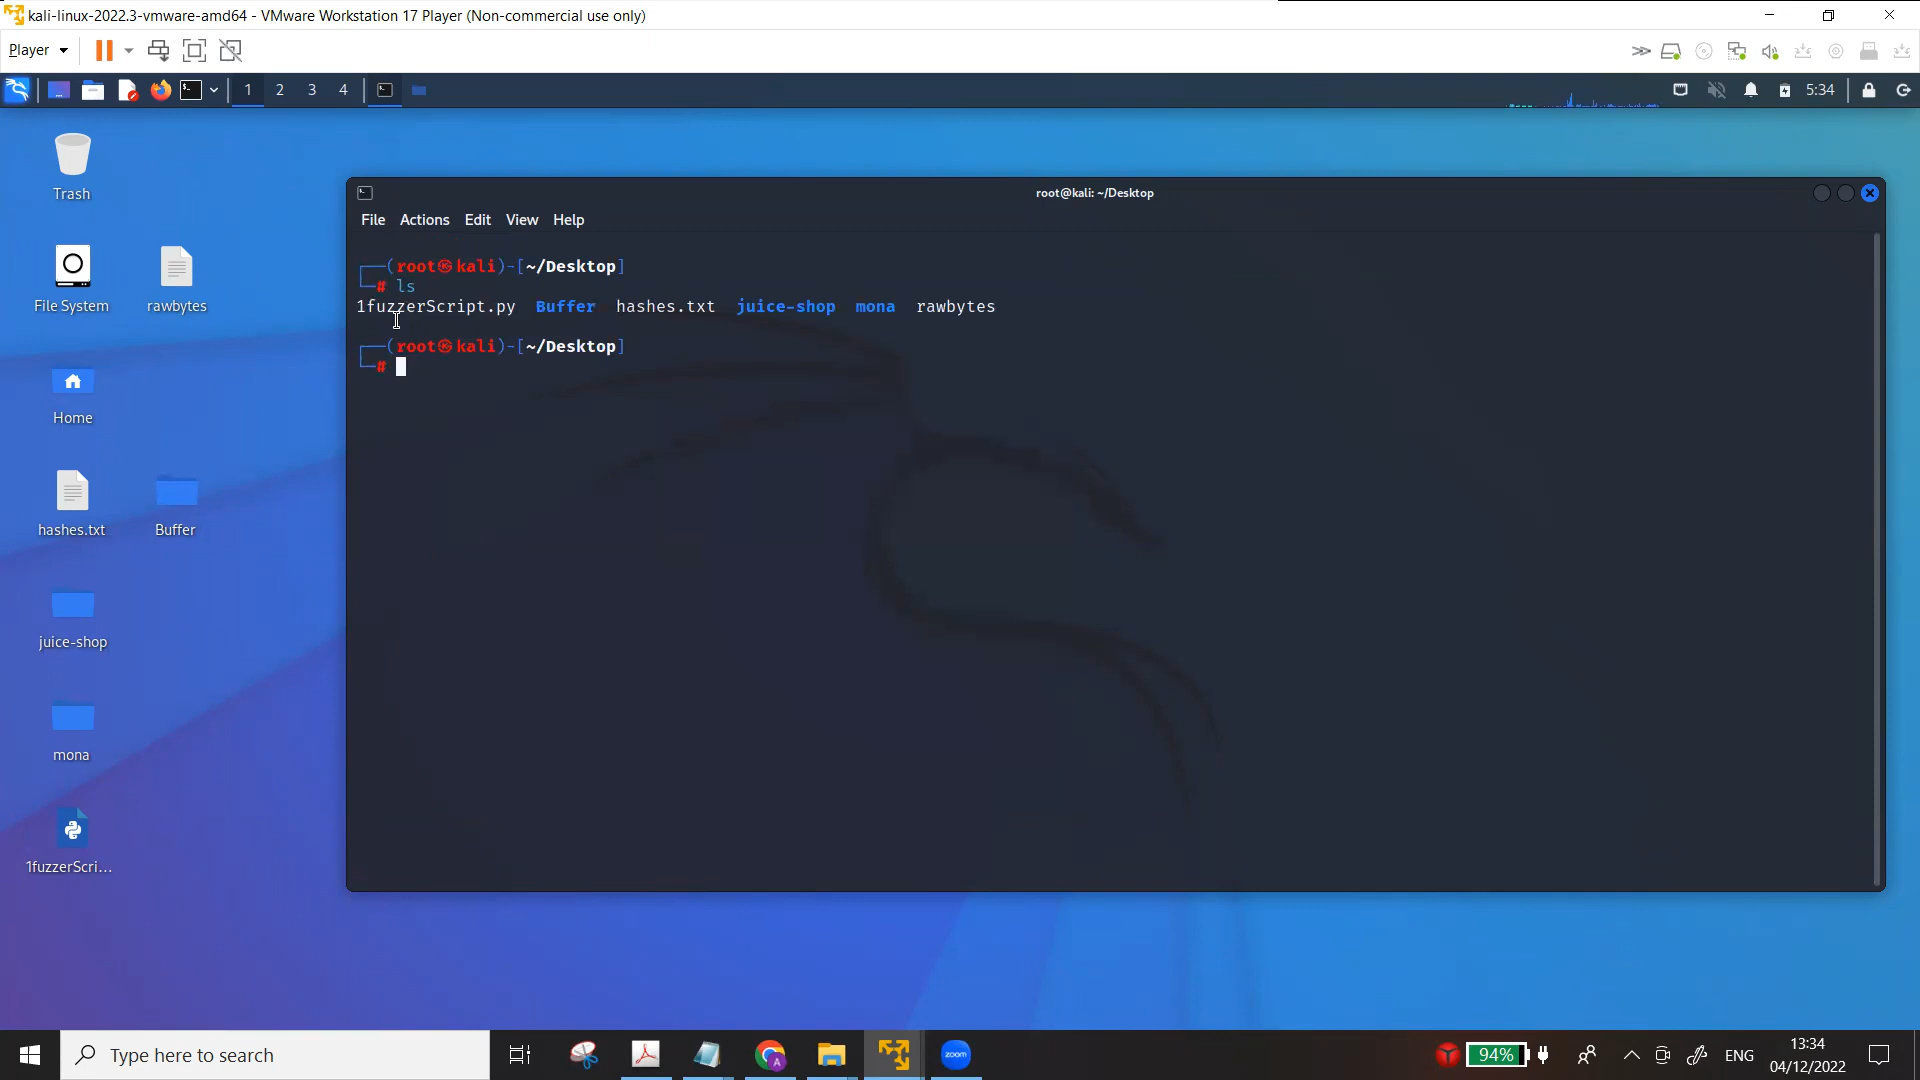 kali-linux-2022.3-vmware-amd64 - VMware Workstation 17 Player (Non-commercial use only)
Player
1 2 3 4
5:34
Trash
File System
rawbytes
Home
hashes.txt
Buffer
juice-shop
mona
1fuzzerScri...
root@kali: ~/Desktop
File Actions Edit View Help
┌──(root㉿kali)-[~/Desktop]
└─# ls
1fuzzerScript.py Buffer hashes.txt juice-shop mona rawbytes
┌──(root㉿kali)-[~/Desktop]
└─#
Type here to search
zoom
A
94%
ENG
13:34
04/12/2022